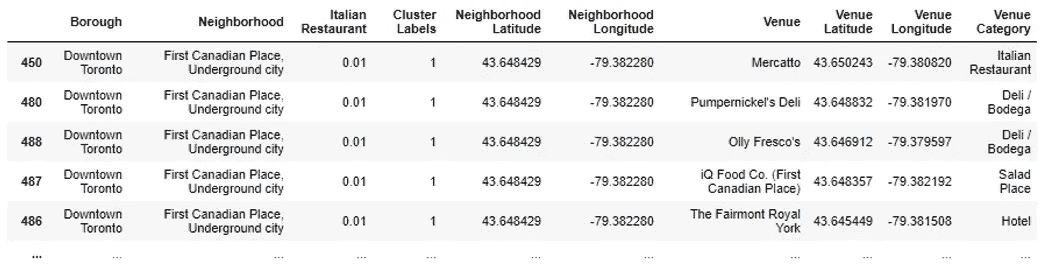 Borough Neighborhood Italian Restaurant Cluster Labels Neighborhood Latitude Neighborhood Longitude Venue Venue Latitude Venue Longitude Venue Category
450 Downtown Toronto First Canadian Place, Underground city 0.01 1 43.648429 -79.382280 Mercatto 43.650243 -79.380820 Italian Restaurant
480 Downtown Toronto First Canadian Place, Underground city 0.01 1 43.648429 -79.382280 Pumpernickel's Deli 43.648832 -79.381970 Deli / Bodega
488 Downtown Toronto First Canadian Place, Underground city 0.01 1 43.648429 -79.382280 Olly Fresco's 43.646912 -79.379597 Deli / Bodega
487 Downtown Toronto First Canadian Place, Underground city 0.01 1 43.648429 -79.382280 iQ Food Co. (First Canadian Place) 43.648357 -79.382192 Salad Place
486 Downtown Toronto First Canadian Place, Underground city 0.01 1 43.648429 -79.382280 The Fairmont Royal York 43.645449 -79.381508 Hotel
... ... ... ... ... ... ... ... ... ... ...